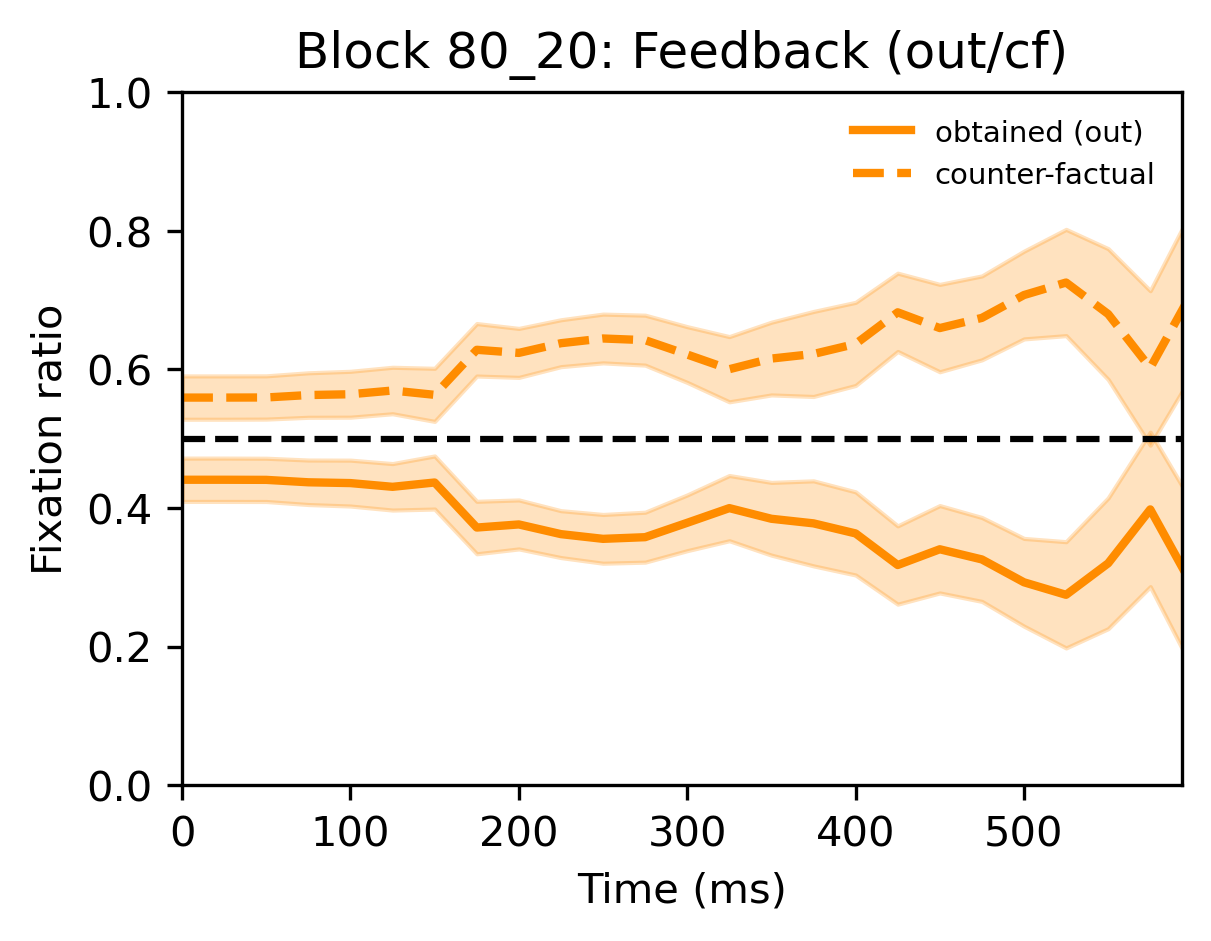 Block 80_20: Feedback (out/cf)
1.0
0.8
0.6
0.4
0.2
0.0
Fixation ratio
obtained (out)
counter-factual
0 100 200 300 400 500
Time (ms)